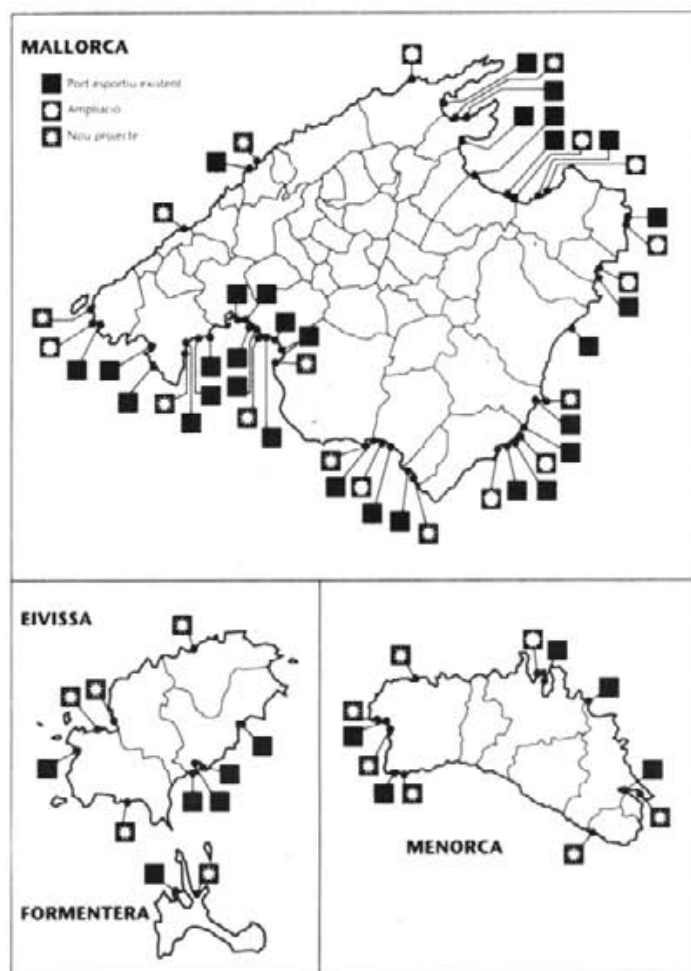 MALLORCA
Port esportiu existent
Ampliació
Nou projecte
EIVISSA
MENORCA
FORMENTERA